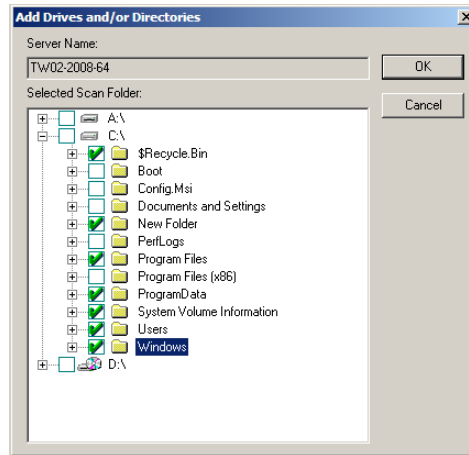 Add Drives and/or Directories
Server Name:
TW02-2008-64
OK
Selected Scan Folder:
Cancel
A:\
C:\
$Recycle.Bin
Boot
Config.Msi
Documents and Settings
New Folder
PerfLogs
Program Files
Program Files (x86)
ProgramData
System Volume Information
Users
Windows
D:\